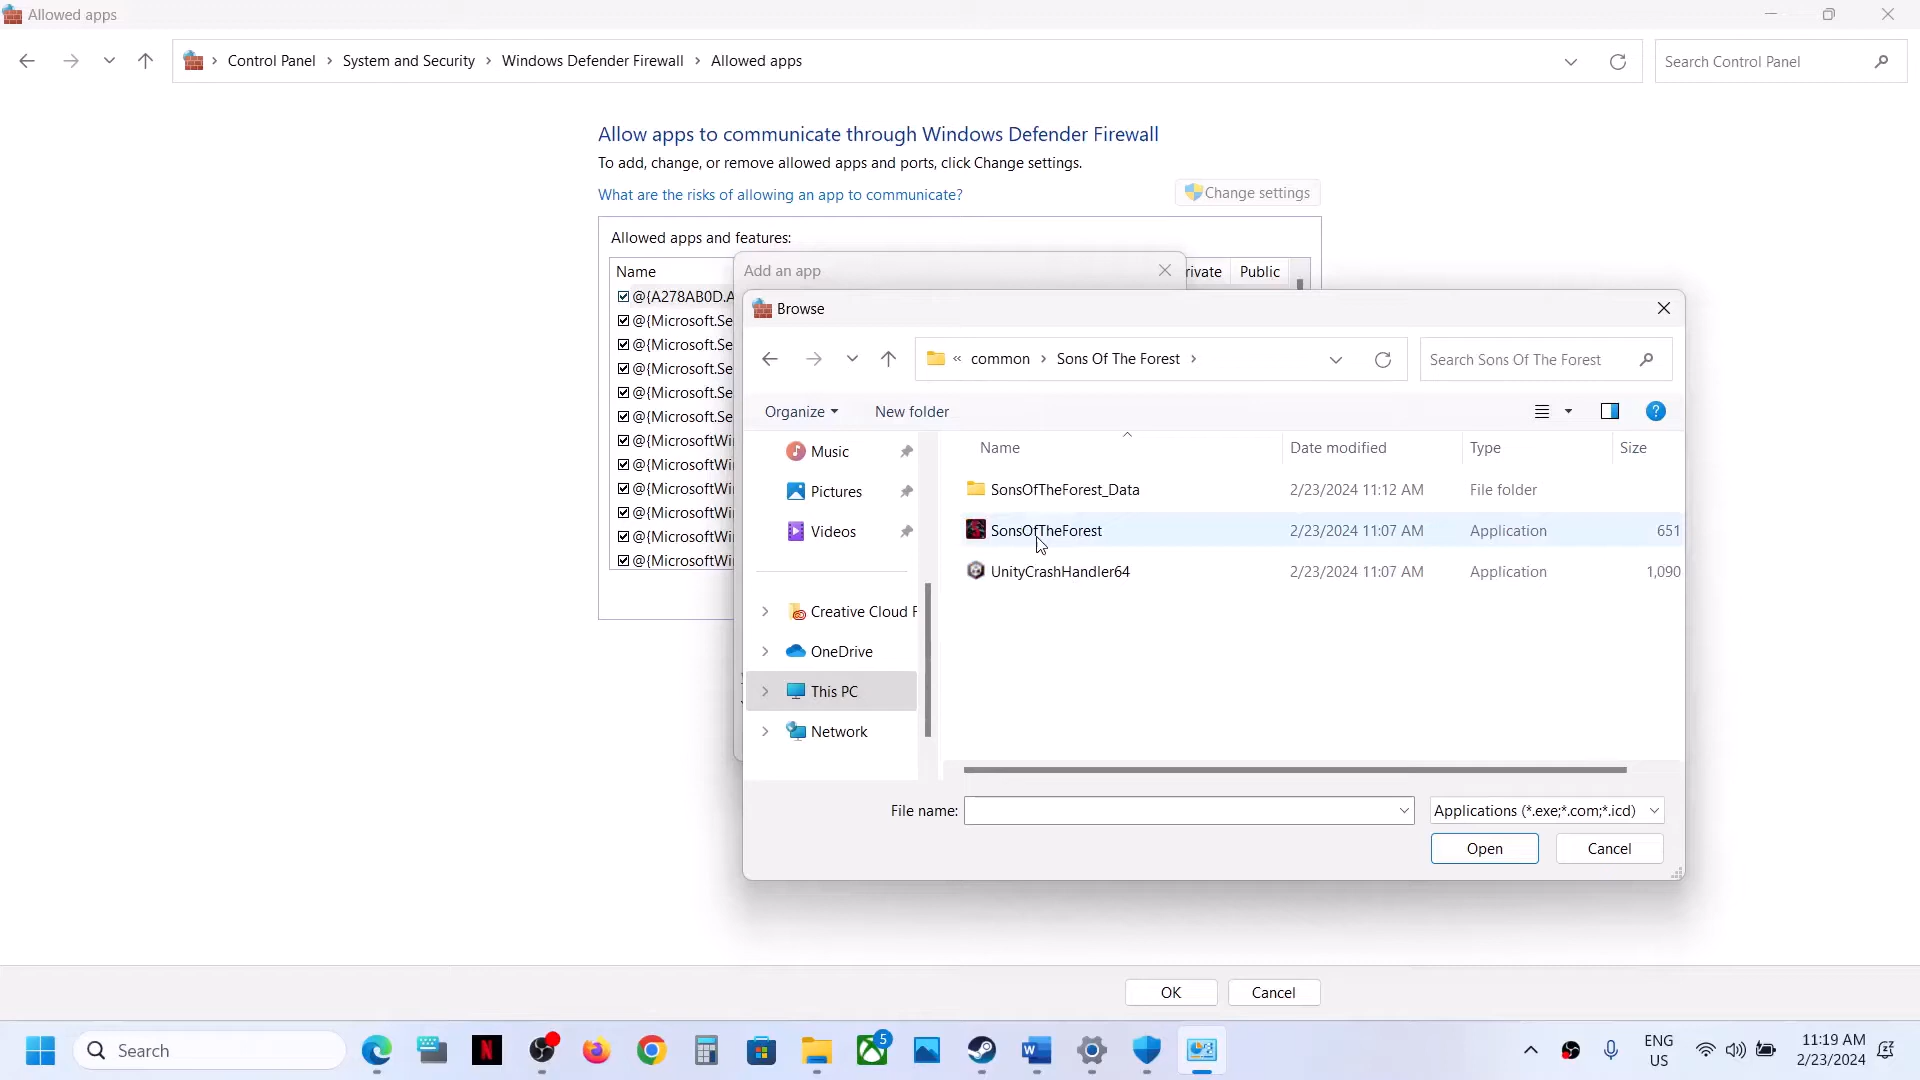 Allowed apps
Control Panel > System and Security > Windows Defender Firewall > Allowed apps
Search Control Panel
Allow apps to communicate through Windows Defender Firewall
To add, change, or remove allowed apps and ports, click Change settings.
What are the risks of allowing an app to communicate?
Change settings
Allowed apps and features:
Name
rivate
Public
@{A278AB0D.A
@{Microsoft.Se
@{Microsoft.Se
@{Microsoft.Se
@{Microsoft.Se
@{Microsoft.Se
@{MicrosoftWi
@{MicrosoftWi
@{MicrosoftWi
@{MicrosoftWi
@{MicrosoftWi
@{MicrosoftWi
Add an app
Browse
« common > Sons Of The Forest >
Search Sons Of The Forest
Organize
New folder
Music
Pictures
Videos
Creative Cloud F
OneDrive
This PC
Network
Name Date modified Type Size
SonsOfTheForest_Data 2/23/2024 11:12 AM File folder
SonsOfTheForest 2/23/2024 11:07 AM Application 651
UnityCrashHandler64 2/23/2024 11:07 AM Application 1,090
File name:
Applications (*.exe;*.com;*.icd)
Open
Cancel
OK
Cancel
Search
5
ENG
US
11:19 AM
2/23/2024